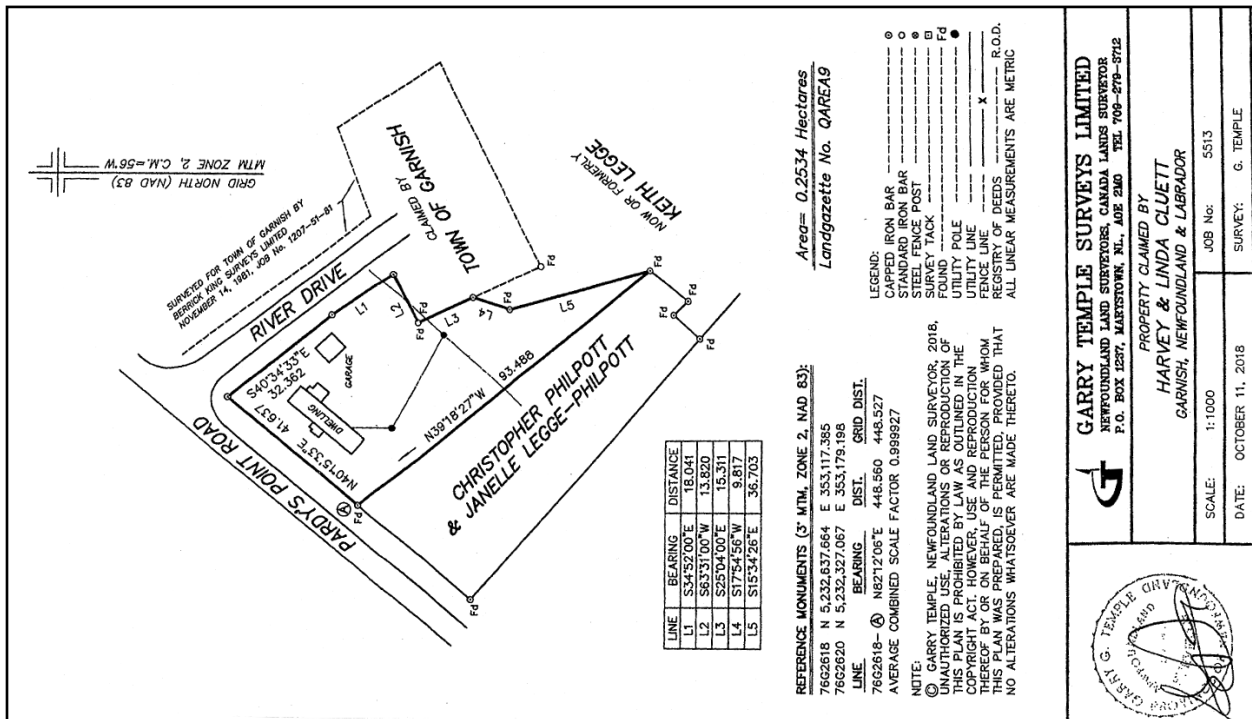 GRID NORTH (NAD 83)
MTM ZONE 2, C.M.=56°W
SURVEYED FOR TOWN OF GARNISH BY
BERRICK KING SURVEYS LIMITED
NOVEMBER 14, 1981, JOB No. 1207-51-81
RIVER DRIVE
PARDY'S POINT ROAD
CLAIMED BY
TOWN OF GARNISH
NOW OR FORMERLY
KEITH LEGGE
S40°34'33"E
32.362
41.637
N40°15'33"E
DWELLING
GARAGE
L1
L2
L3
L4
L5
Fd
Fd
Fd
Fd
Fd
Fd
Fd
Fd
A
N39°18'27"W
93.488
CHRISTOPHER PHILPOTT
& JANELLE LEGGE-PHILPOTT
LINE BEARING DISTANCE
L1 S34°52'00"E 18.041
L2 S63°31'00"W 13.820
L3 S25°04'00"E 15.311
L4 S17°54'56"W 9.817
L5 S15°34'26"E 36.703
Area= 0.2534 Hectares
Landgazette No. QAREA9
REFERENCE MONUMENTS (3° MTM, ZONE 2, NAD 83):
76G2618 N 5,232,637.664 E 353,117.385
76G2620 N 5,232,327.067 E 353,179.198
LINE BEARING DIST. GRID DIST.
76G2618- A N82°12'06"E 448.560 448.527
AVERAGE COMBINED SCALE FACTOR 0.999927
LEGEND:
CAPPED IRON BAR
STANDARD IRON BAR
STEEL FENCE POST
SURVEY TACK
FOUND Fd
UTILITY POLE
UTILITY LINE
FENCE LINE X
REGISTRY OF DEEDS R.O.D.
ALL LINEAR MEASUREMENTS ARE METRIC
NOTE:
© GARRY TEMPLE, NEWFOUNDLAND LAND SURVEYOR, 2018,
UNAUTHORIZED USE, ALTERATIONS OR REPRODUCTION OF
THIS PLAN IS PROHIBITED BY LAW AS OUTLINED IN THE
COPYRIGHT ACT. HOWEVER, USE AND REPRODUCTION
THEREOF BY OR ON BEHALF OF THE PERSON FOR WHOM
THIS PLAN WAS PREPARED, IS PERMITTED, PROVIDED THAT
NO ALTERATIONS WHATSOEVER ARE MADE THERETO.
GARRY TEMPLE SURVEYS LIMITED
NEWFOUNDLAND LAND SURVEYORS, CANADA LANDS SURVEYOR
P.O. BOX 1237, MARYSTOWN, NL., A0E 2M0 TEL 709-279-3712
PROPERTY CLAIMED BY
HARVEY & LINDA CLUETT
GARNISH, NEWFOUNDLAND & LABRADOR
SCALE: 1:1000
JOB No: 5513
DATE: OCTOBER 11, 2018
SURVEY: G. TEMPLE
GARRY G. TEMPLE
NEWFOUNDLAND